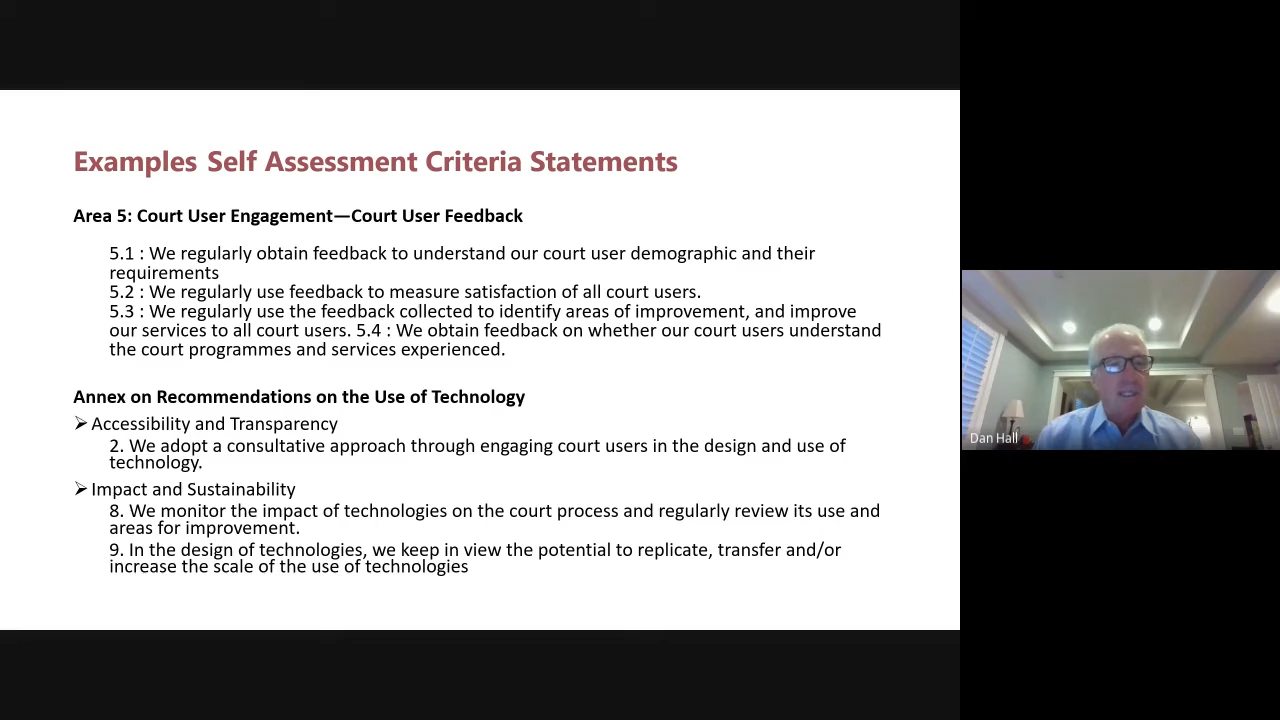 Examples Self Assessment Criteria Statements
Area 5: Court User Engagement—Court User Feedback
5.1 : We regularly obtain feedback to understand our court user demographic and their
requirements
5.2 : We regularly use feedback to measure satisfaction of all court users.
5.3 : We regularly use the feedback collected to identify areas of improvement, and improve
our services to all court users. 5.4 : We obtain feedback on whether our court users understand
the court programmes and services experienced.
Annex on Recommendations on the Use of Technology
➢Accessibility and Transparency
2. We adopt a consultative approach through engaging court users in the design and use of
technology.
➢Impact and Sustainability
8. We monitor the impact of technologies on the court process and regularly review its use and
areas for improvement.
9. In the design of technologies, we keep in view the potential to replicate, transfer and/or
increase the scale of the use of technologies
Dan Hall